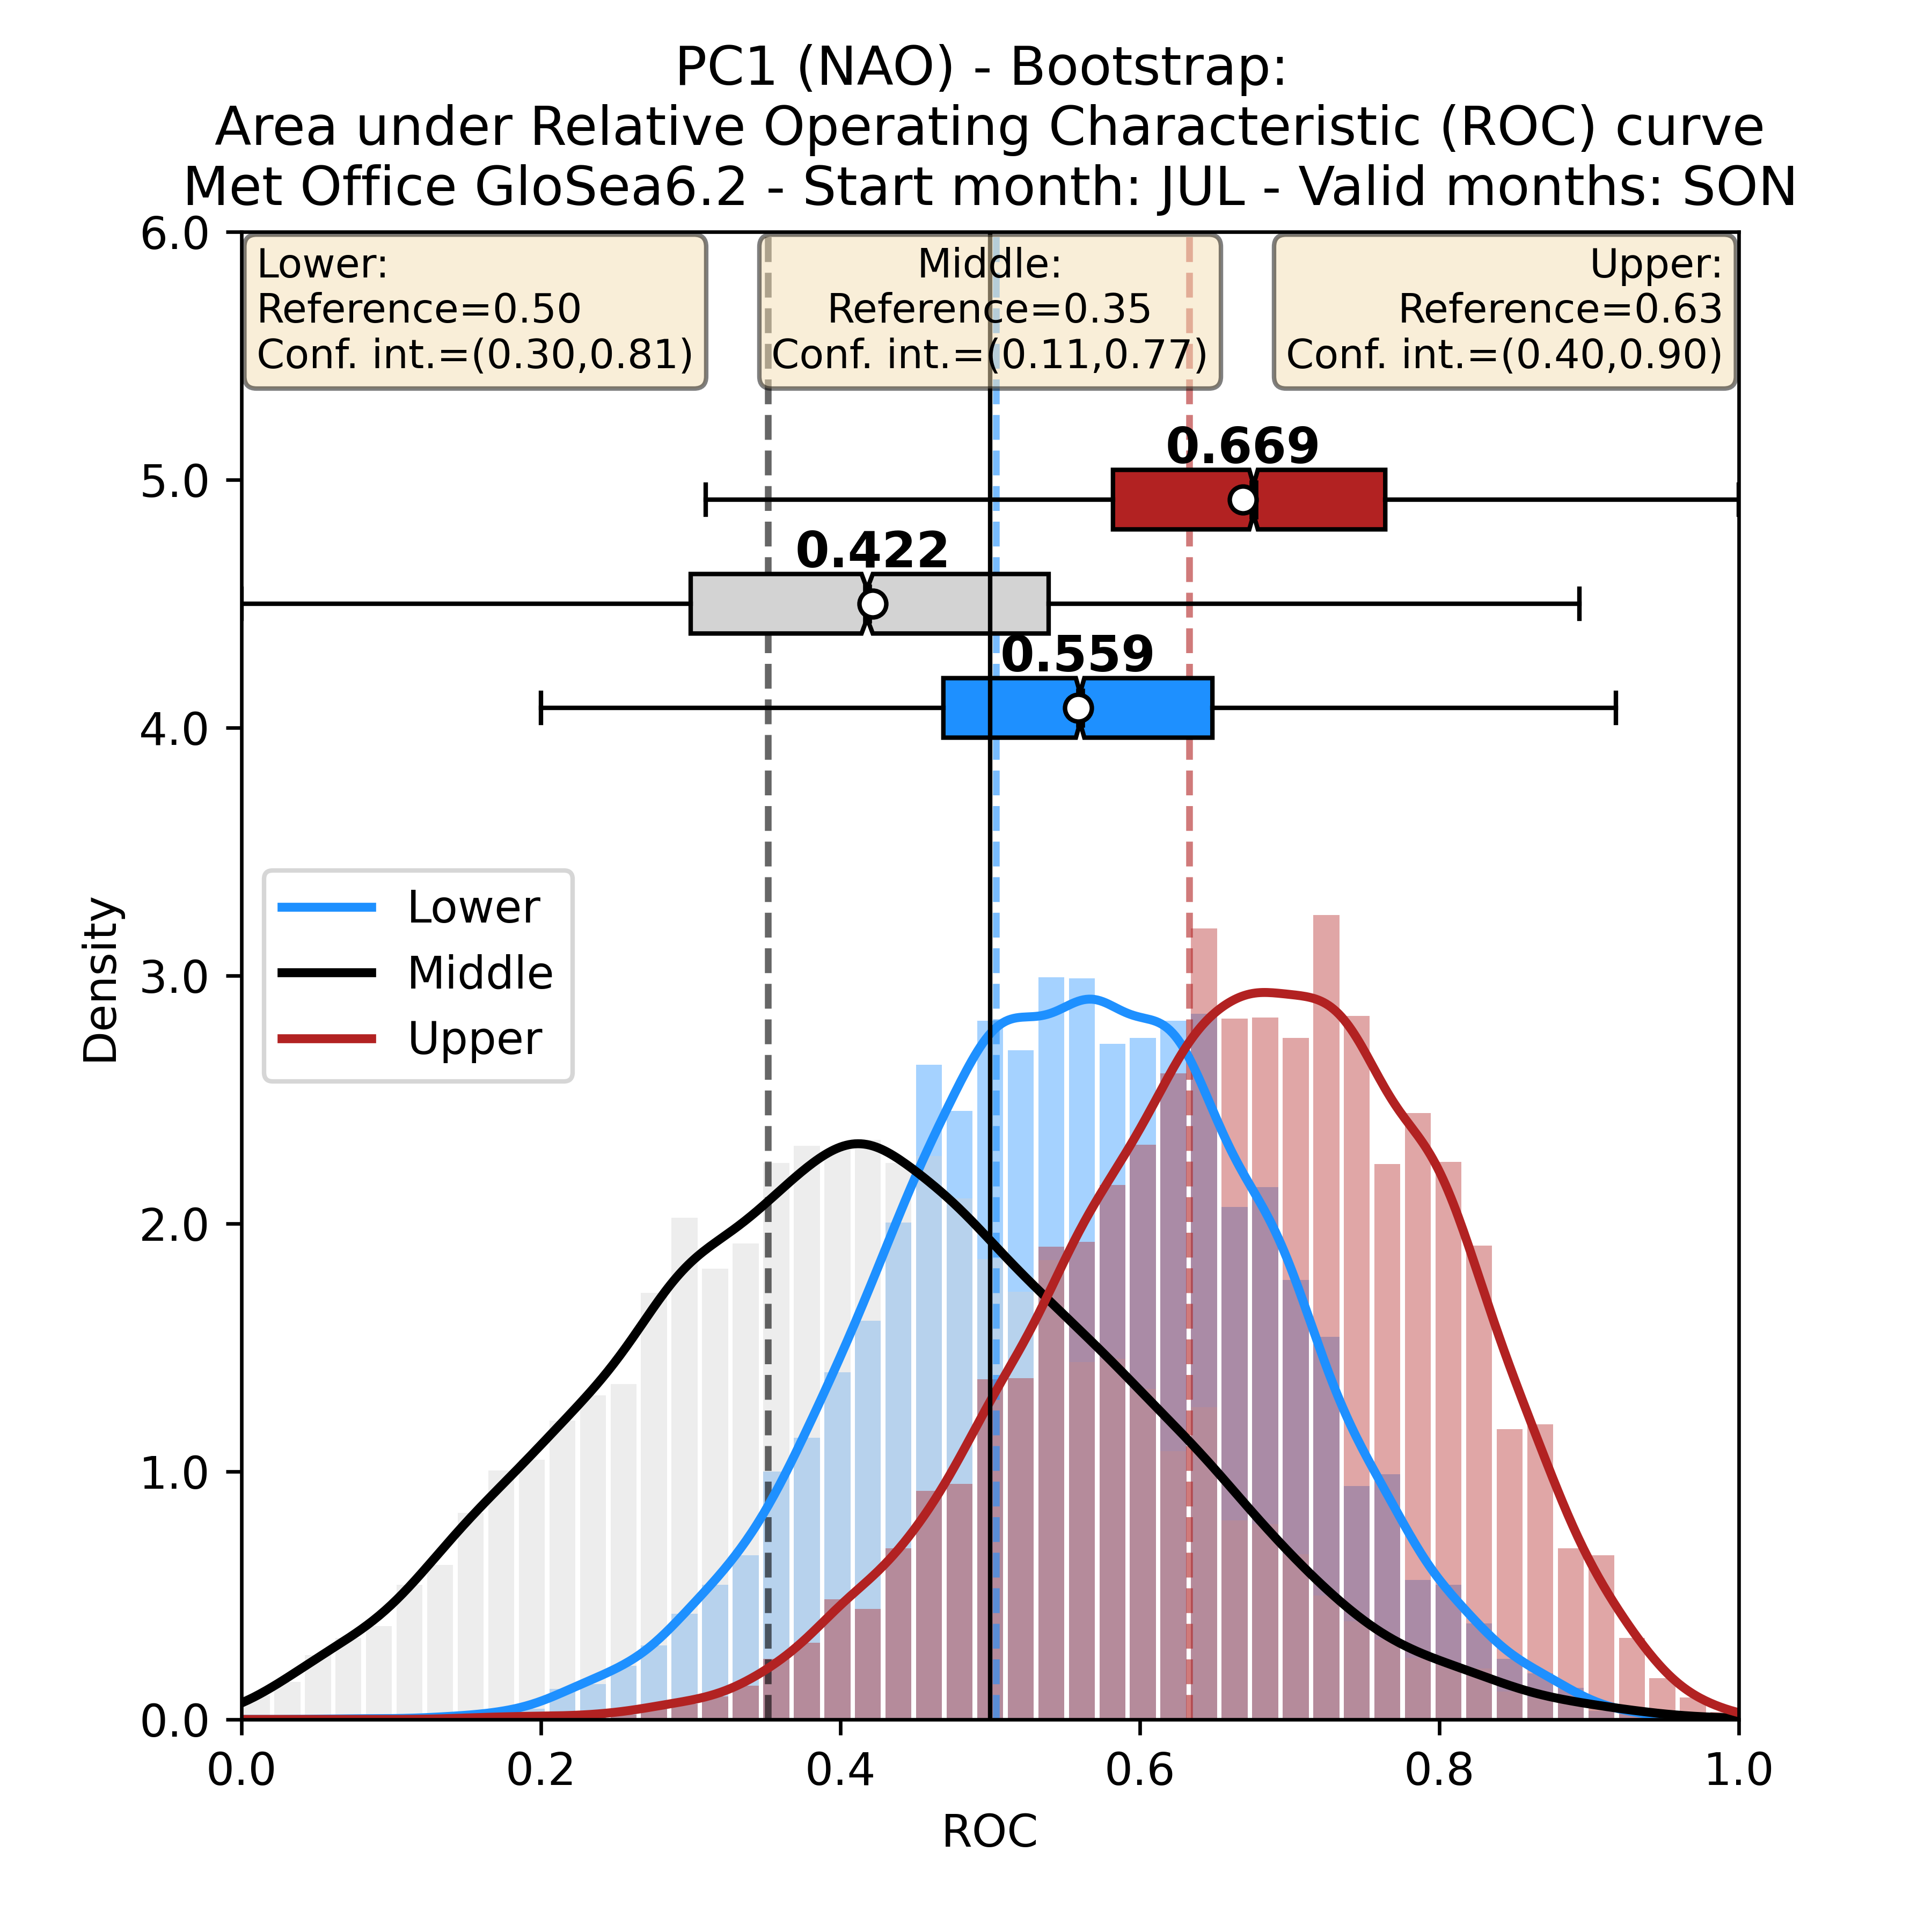 PC1 (NAO) - Bootstrap:
Area under Relative Operating Characteristic (ROC) curve
Met Office GloSea6.2 - Start month: JUL - Valid months: SON
Lower:
Reference=0.50
Conf. int.=(0.30,0.81)
Middle:
Reference=0.35
Conf. int.=(0.11,0.77)
Upper:
Reference=0.63
Conf. int.=(0.40,0.90)
0.669
0.422
0.559
Lower
Middle
Upper
6.0
5.0
4.0
3.0
2.0
1.0
0.0
Density
0.0 0.2 0.4 0.6 0.8 1.0
ROC